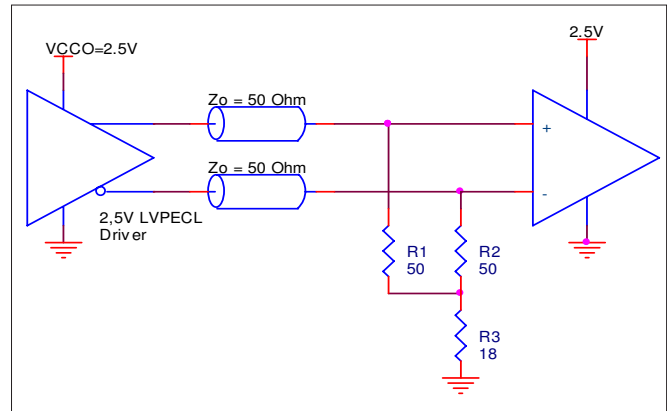 VCCO=2.5V
2.5V
Zo = 50 Ohm
+
Zo = 50 Ohm
-
2,5V LVPECL
Driver
R1
50
R2
50
R3
18